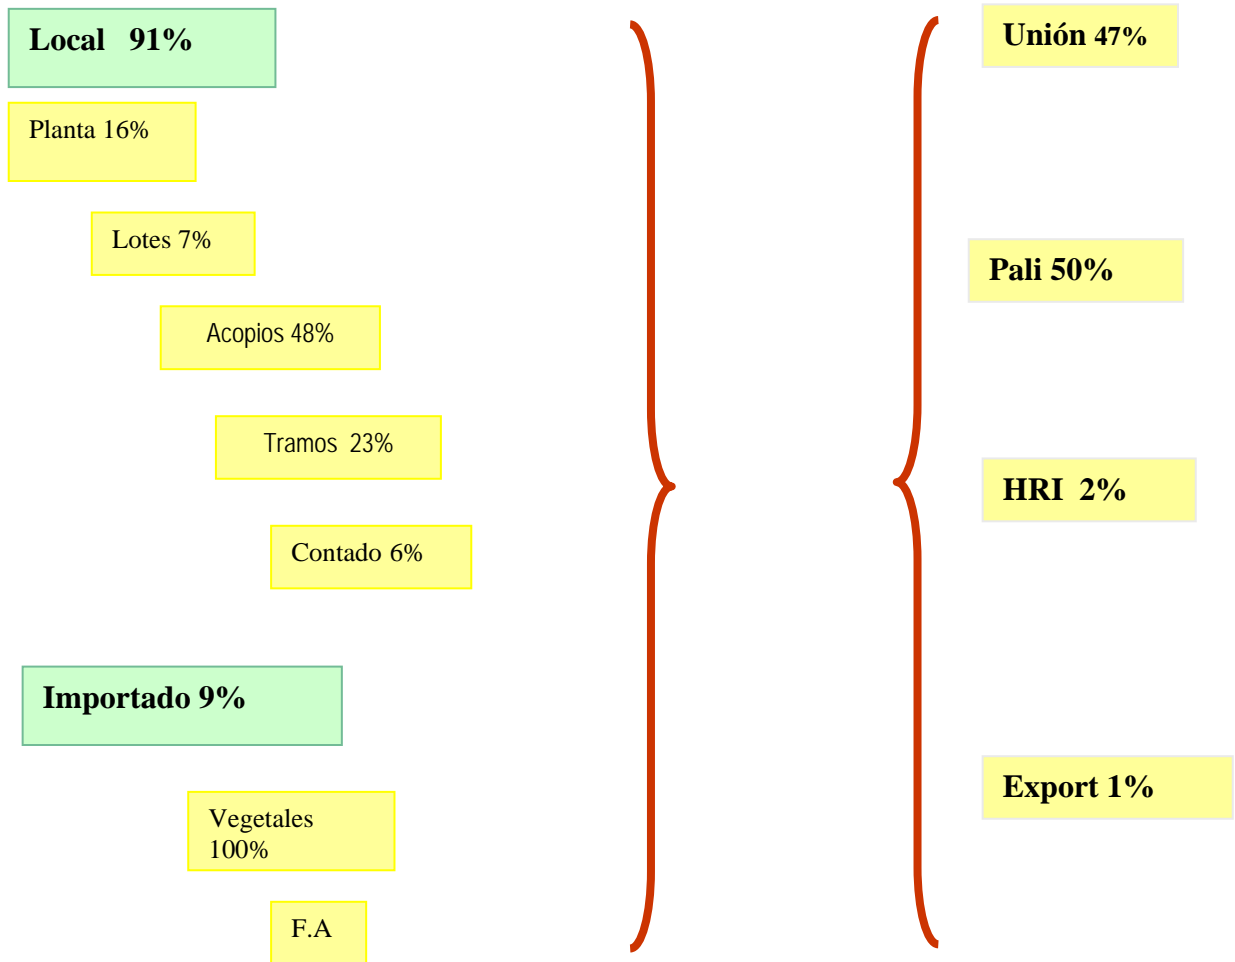 Local 91%
Planta 16%
Lotes 7%
Acopios 48%
Tramos 23%
Contado 6%
Importado 9%
Vegetales
100%
F.A
Unión 47%
Pali 50%
HRI 2%
Export 1%